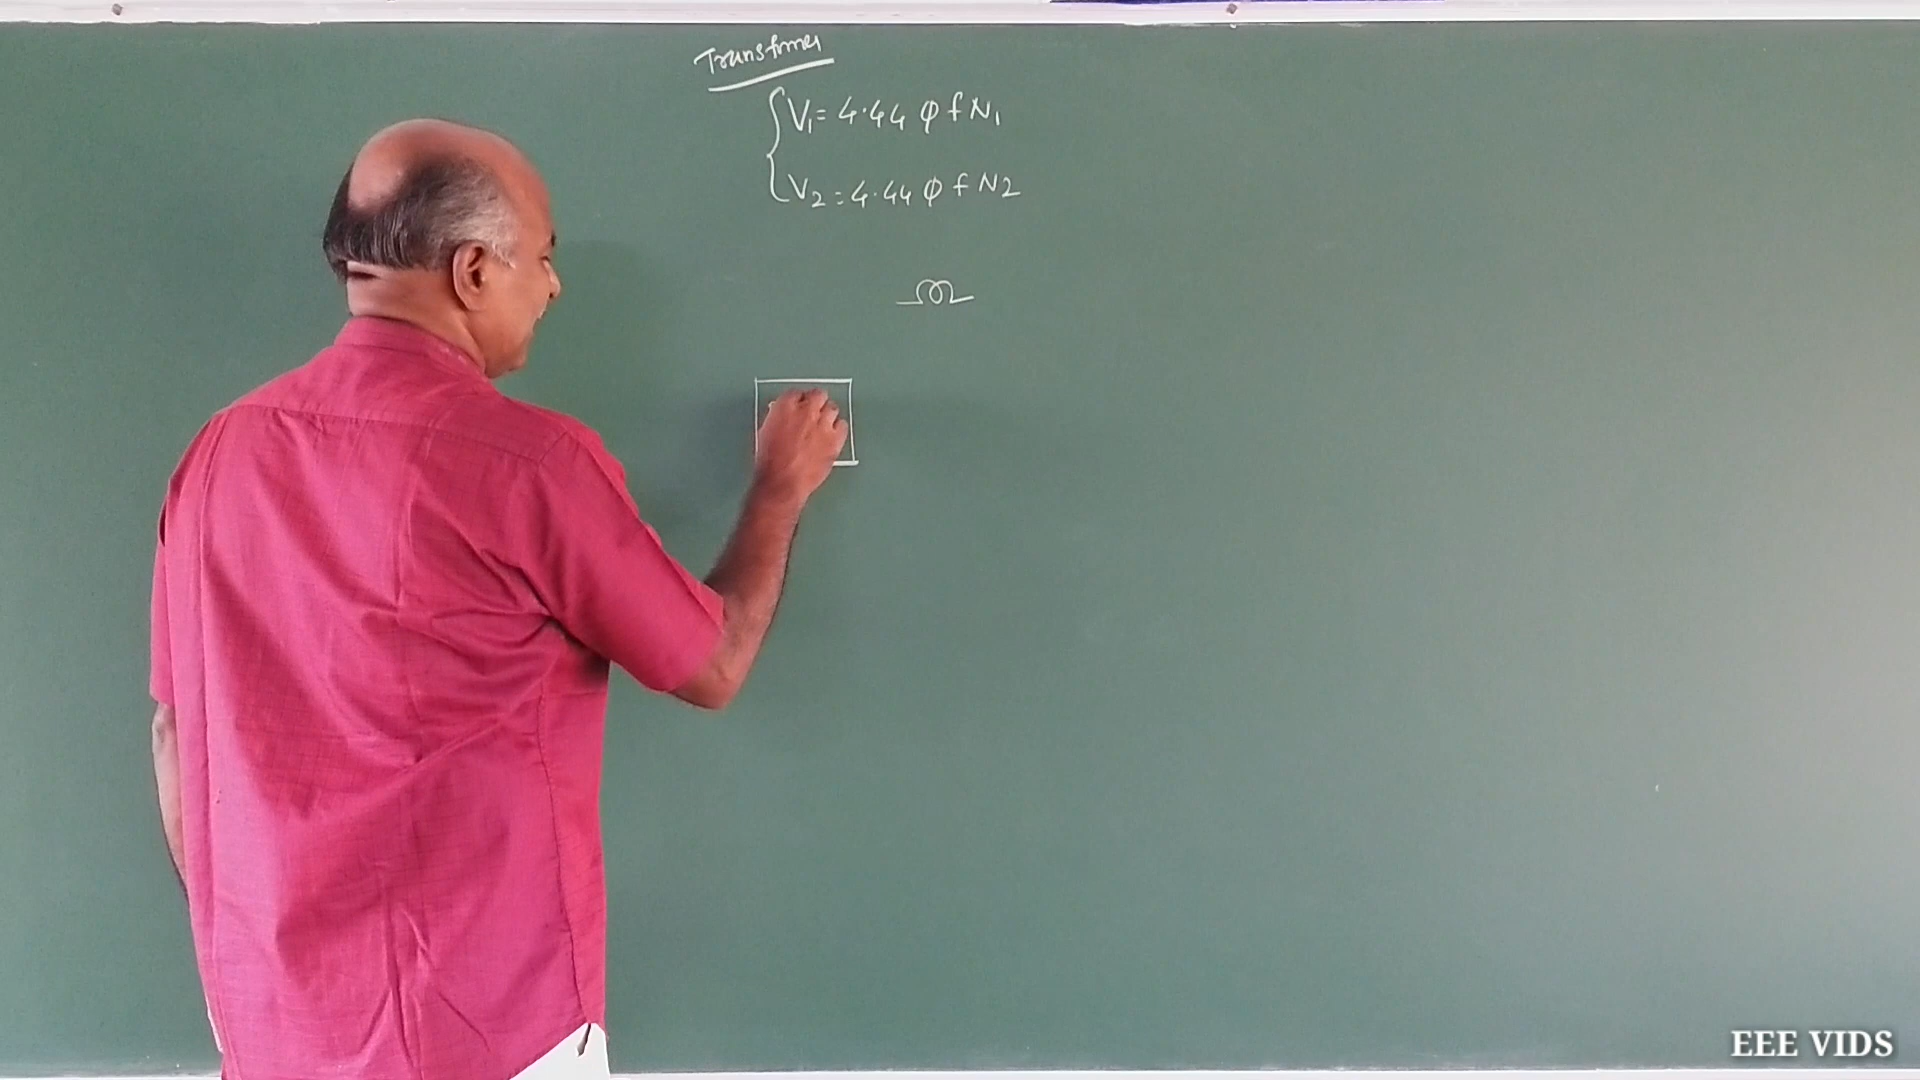 Transformer
V₁= 4.44 φ f N₁
V₂ = 4.44 φ f N2
EEE VIDS